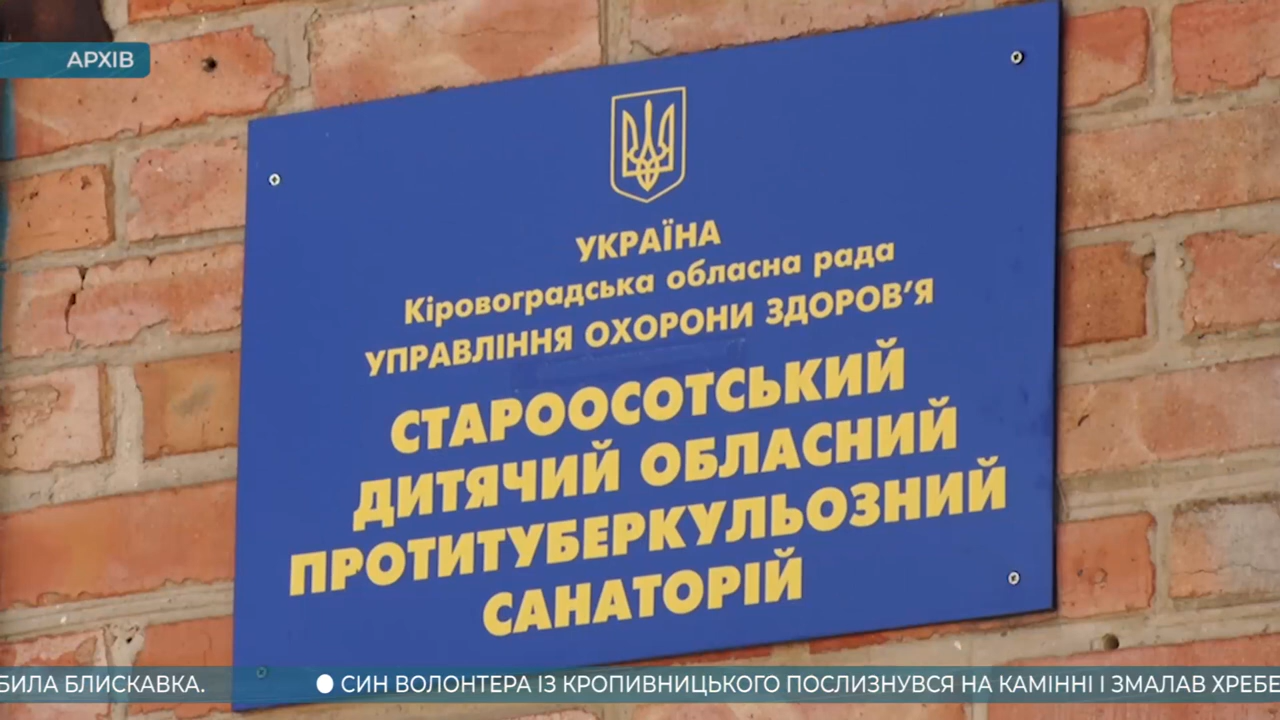 АРХІВ
УКРАЇНА
Кіровоградська обласна рада
УПРАВЛІННЯ ОХОРОНИ ЗДОРОВ’Я
СТАРООСОТСЬКИЙ
ДИТЯЧИЙ ОБЛАСНИЙ
ПРОТИТУБЕРКУЛЬОЗНИЙ
САНАТОРІЙ
БИЛА БЛИСКАВКА. СИН ВОЛОНТЕРА ІЗ КРОПИВНИЦЬКОГО ПОСЛИЗНУВСЯ НА КАМІННІ І ЗМАЛАВ ХРЕБЕ